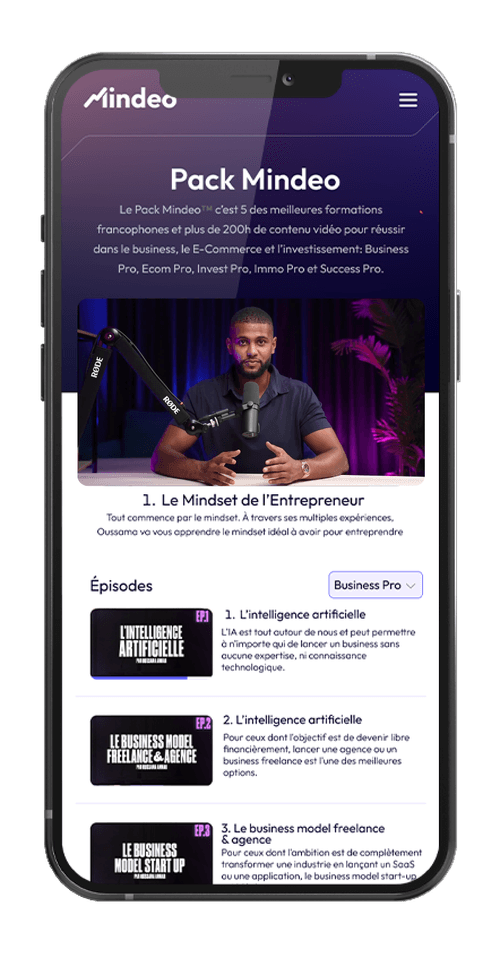 Mindeo
Pack Mindeo
Le Pack Mindeo™ c'est 5 des meilleures formations
francophones et plus de 200h de contenu vidéo pour réussir
dans le business, le E-Commerce et l'investissement: Business
Pro, Ecom Pro, Invest Pro, Immo Pro et Success Pro.
RØDE
RØDE
1. Le Mindset de l'Entrepreneur
Tout commence par le mindset. À travers ses multiples expériences,
Oussama va vous apprendre le mindset idéal à avoir pour entreprendre
Épisodes
Business Pro
EP.1
L'INTELLIGENCE
ARTIFICIELLE
PAR OUSSAMA AMMAR
1. L'intelligence artificielle
L'IA est tout autour de nous et peut permettre
à n'importe qui de lancer un business sans
aucune expertise, ni connaissance
technologique.
EP.2
LE BUSINESS MODEL
FREELANCE & AGENCE
PAR OUSSAMA AMMAR
2. L'intelligence artificielle
Pour ceux dont l'objectif est de devenir libre
financièrement, lancer une agence ou un
business freelance est l'une des meilleures
options.
EP.3
LE BUSINESS
MODEL START UP
PAR OUSSAMA AMMAR
3. Le business model freelance
& agence
Pour ceux dont l'ambition est de complètement
transformer une industrie en lançant un SaaS
ou une application, le business model start-up